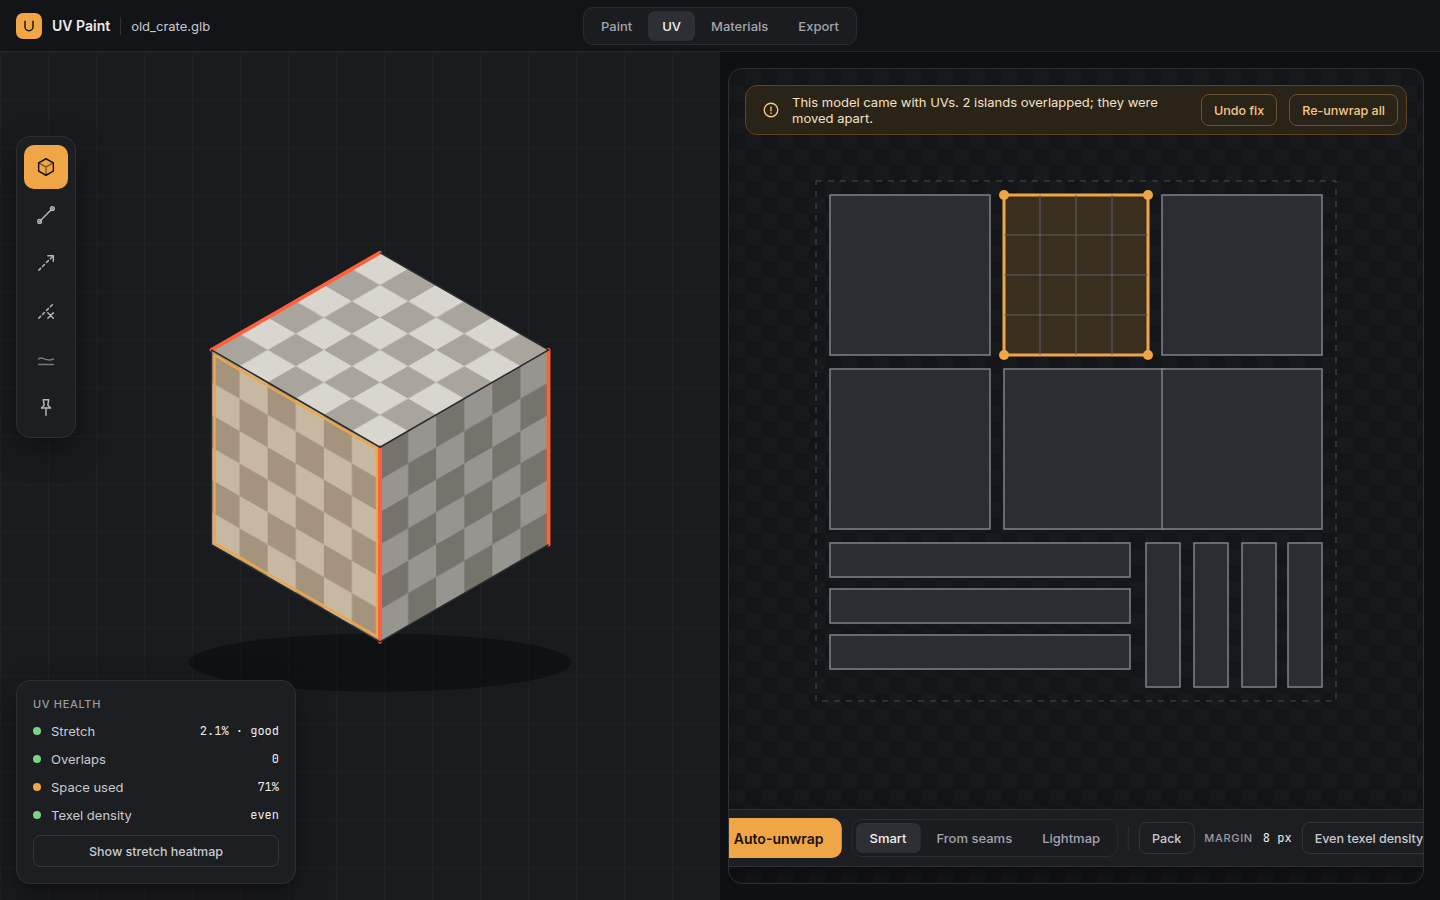 U UV Paint old_crate.glb Paint UV Materials Export
This model came with UVs. 2 islands overlapped; they were
moved apart.
Undo fix Re-unwrap all
UV HEALTH
Stretch 2.1% · good
Overlaps 0
Space used 71%
Texel density even
Show stretch heatmap
Auto-unwrap Smart From seams Lightmap Pack MARGIN 8 px Even texel density